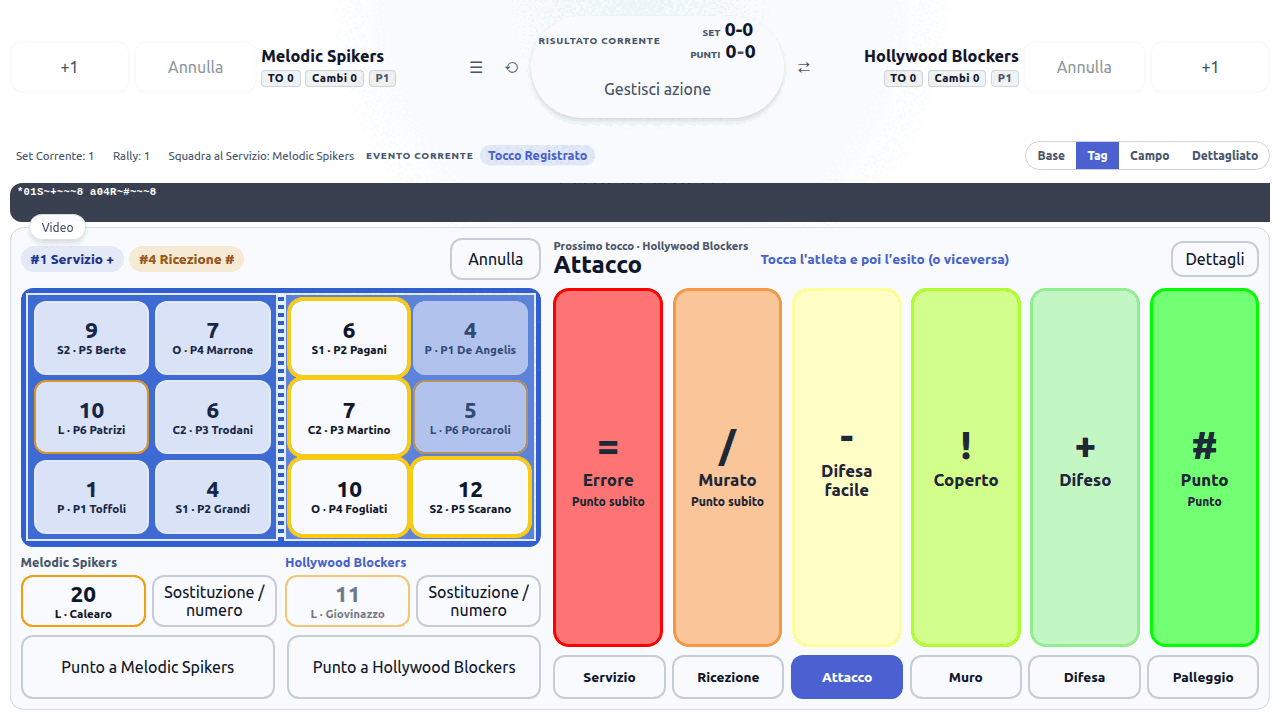 +1
Annulla
Melodic Spikers
TO 0
Cambi 0
P1
☰
RISULTATO CORRENTE
SET 0-0
PUNTI 0-0
Gestisci azione
⇄
Hollywood Blockers
TO 0
Cambi 0
P1
Annulla
+1
Set Corrente: 1
Rally: 1
Squadra al Servizio: Melodic Spikers
EVENTO CORRENTE
Tocco Registrato
Base
Tag
Campo
Dettagliato
*01S~+~~~8 a04R~#~~~8
Video
#1 Servizio +
#4 Ricezione #
Annulla
Prossimo tocco · Hollywood Blockers
Attacco
Tocca l'atleta e poi l'esito (o viceversa)
Dettagli
9
S2 · P5 Berte
7
O · P4 Marrone
6
S1 · P2 Pagani
4
P · P1 De Angelis
10
L · P6 Patrizi
6
C2 · P3 Trodani
7
C2 · P3 Martino
5
L · P6 Porcaroli
1
P · P1 Toffoli
4
S1 · P2 Grandi
10
O · P4 Fogliati
12
S2 · P5 Scarano
=
Errore
Punto subito
/
Murato
Punto subito
-
Difesa
facile
!
Coperto
+
Difeso
#
Punto
Punto
Melodic Spikers
Hollywood Blockers
20
L · Calearo
Sostituzione /
numero
11
L · Giovinazzo
Sostituzione /
numero
Punto a Melodic Spikers
Punto a Hollywood Blockers
Servizio
Ricezione
Attacco
Muro
Difesa
Palleggio